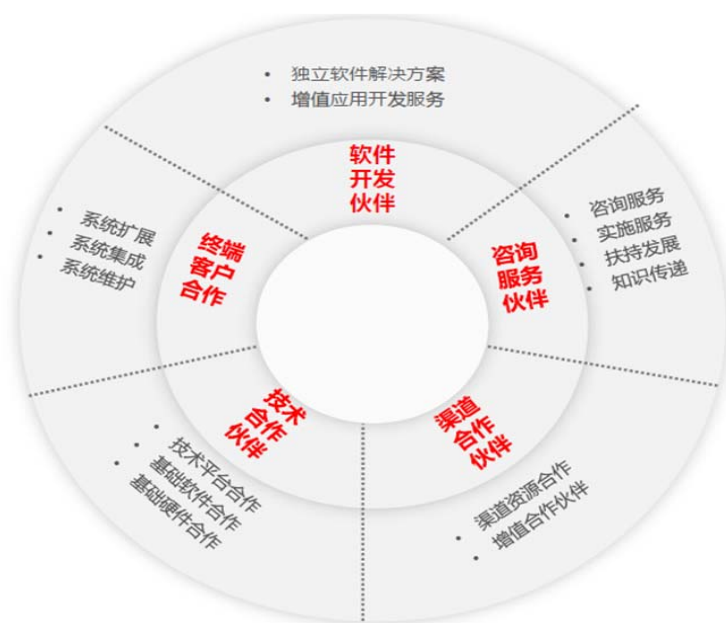 独立软件解决方案
增值应用开发服务
软件
开发
伙伴
咨询
服务
伙伴
咨询服务
实施服务
扶持发展
知识传递
渠道
合作
伙伴
渠道资源合作
增值合作伙伴
技术
合作
伙伴
技术平台合作
基础软件合作
基础硬件合作
终端
客户
合作
系统扩展
系统集成
系统维护